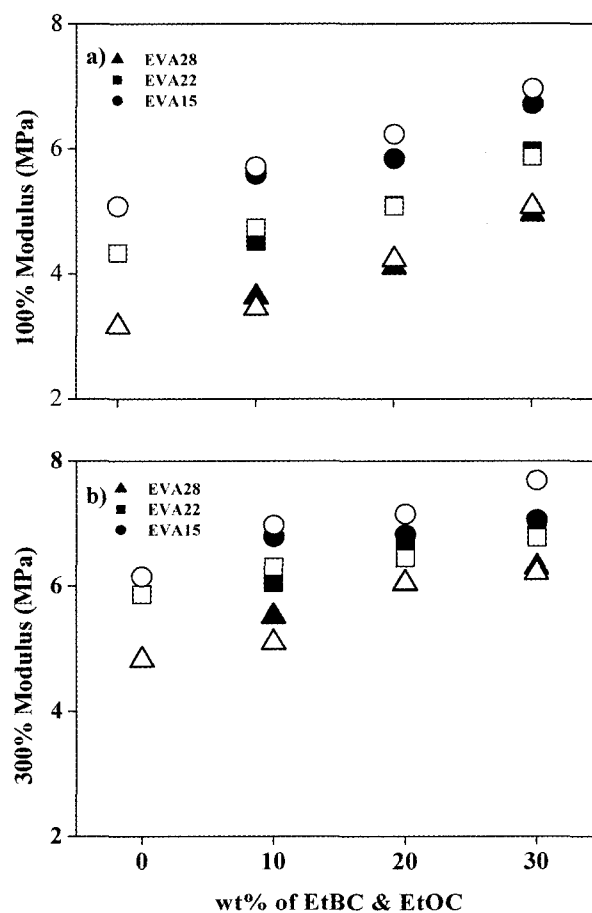 8
a)
EVA28
EVA22
EVA15
6
4
2
100% Modulus (MPa)
8
b)
EVA28
EVA22
EVA15
6
4
2
300% Modulus (MPa)
0 10 20 30
wt% of EtBC & EtOC